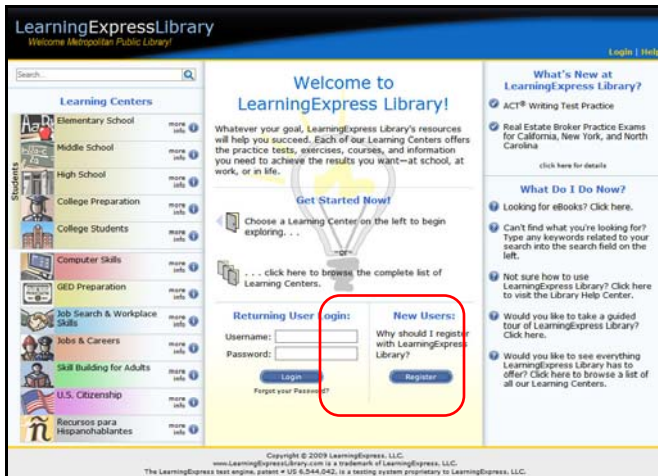 LearningExpressLibrary
Welcome Metropolitan Public Library!
Login | Help
Search...
Learning Centers
Students
Elementary School
more info
Middle School
more info
High School
more info
College Preparation
more info
College Students
more info
Computer Skills
more info
GED Preparation
more info
Job Search & Workplace
Skills
more info
Jobs & Careers
more info
Skill Building for Adults
more info
U.S. Citizenship
more info
Recursos para
Hispanohablantes
more info
Welcome to
LearningExpress Library!
Whatever your goal, LearningExpress Library's resources
will help you succeed. Each of our Learning Centers offers
the practice tests, exercises, courses, and information
you need to achieve the results you want—at school, at
work, or in life.
Get Started Now!
Choose a Learning Center on the left to begin
exploring. . .
-or-
. . . click here to browse the complete list of
Learning Centers.
Returning User Login:
Username:
Password:
Login
Forgot your Password?
New Users:
Why should I register
with LearningExpress
Library?
Register
What's New at
LearningExpress Library?
ACT® Writing Test Practice
Real Estate Broker Practice Exams
for California, New York, and North
Carolina
click here for details
What Do I Do Now?
Looking for eBooks? Click here.
Can't find what you're looking for?
Type any keywords related to your
search into the search field on the
left.
Not sure how to use
LearningExpress Library? Click here
to visit the Library Help Center.
Would you like to take a guided
tour of LearningExpress Library?
Click here.
Would you like to see everything
LearningExpress Library has to
offer? Click here to browse a list of
all our Learning Centers.
Copyright © 2009 LearningExpress, LLC.
www.LearningExpressLibrary.com is a trademark of LearningExpress, LLC.
The LearningExpress test engine, patent # US 6,544,042, is a testing system proprietary to LearningExpress, LLC.